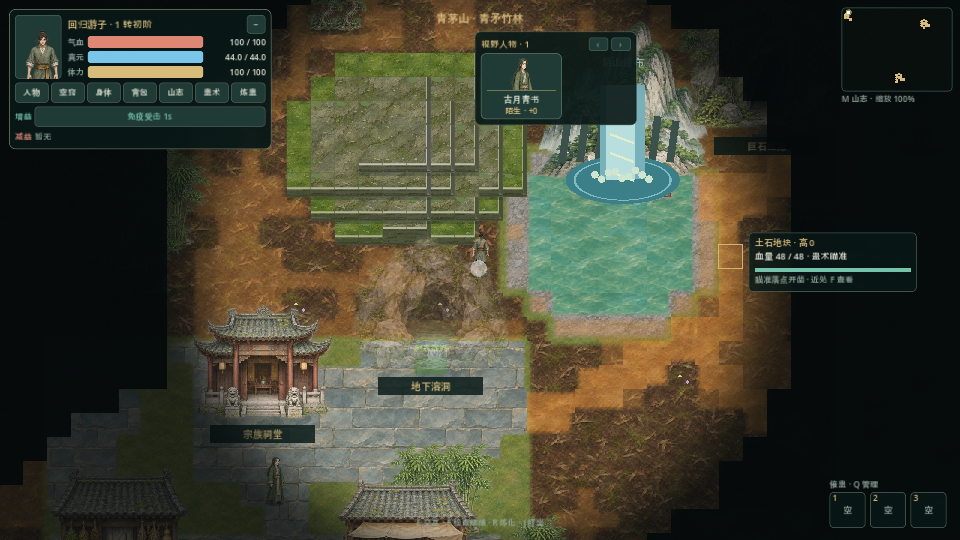 回归游子 · 1 转初阶
－
气血 100 / 100
真元 44.0 / 44.0
体力 100 / 100
人物 空窍 身体 背包 山志 蛊术 炼蛊
增益 免疫受击 1s
减益 暂无
青茅山 · 青矛竹林
视野人物 · 1
‹ ›
古月青书
陌生 · +0
M 山志 · 缩放 100%
巨石
土石地块 · 高0
血量 48 / 48 · 蛊术瞄准
瞄准落点开凿 · 近处 F 查看
地下溶洞
宗族祠堂
催蛊 · Q 管理
1 空
2 空
3 空